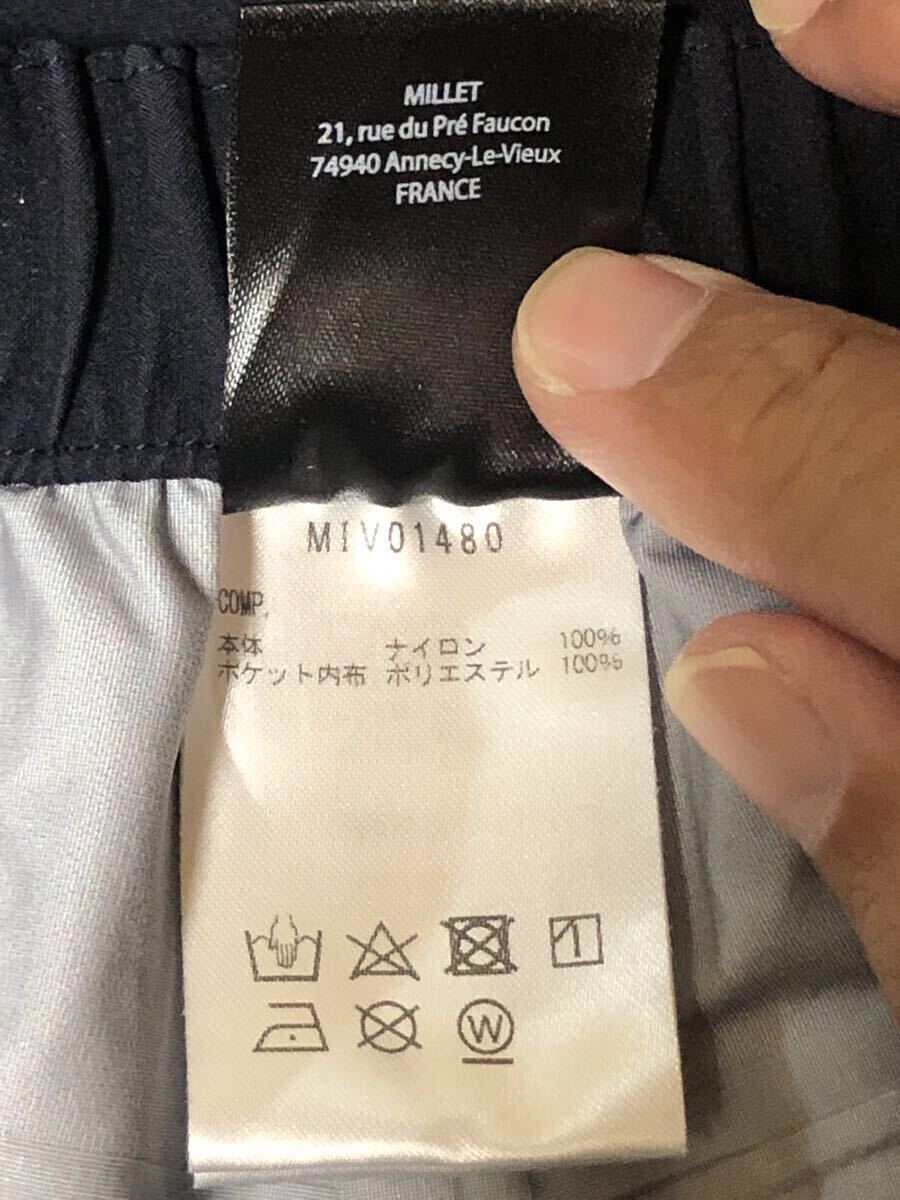 MILLET
21, rue du Pré Faucon
74940 Annecy-Le-Vieux
FRANCE
MIV01480
COMP.
本体 ナイロン 100%
ポケット内布 ポリエステル 100%
W